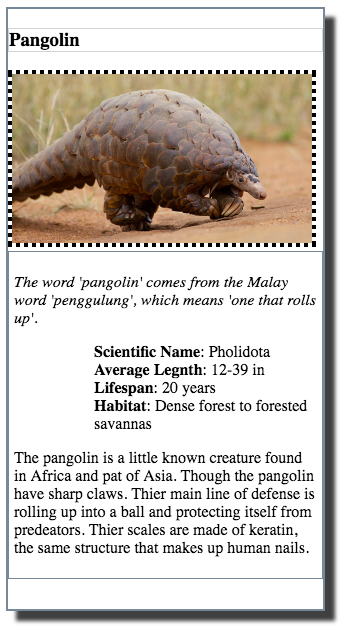 Pangolin
The word 'pangolin' comes from the Malay
word 'penggulung', which means 'one that rolls
up'.
Scientific Name: Pholidota
Average Legnth: 12-39 in
Lifespan: 20 years
Habitat: Dense forest to forested
savannas
The pangolin is a little known creature found
in Africa and pat of Asia. Though the pangolin
have sharp claws. Thier main line of defense is
rolling up into a ball and protecting itself from
predeators. Thier scales are made of keratin,
the same structure that makes up human nails.